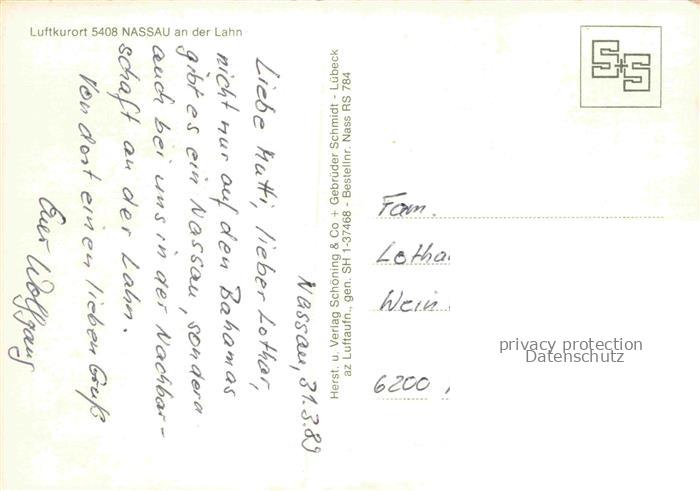 Luftkurort 5408 NASSAU an der Lahn
Nassau, 31.3.89
Liebe Mutti, lieber Lothar,
nicht nur auf den Bahamas
gibt es ein Nassau, sondern
auch bei uns in der Nachbar-
schaft an der Lahn.
Von dort einen lieben Gruß
Euer Wolfgang
Herst. u. Verlag Schöning & Co + Gebrüder Schmidt - Lübeck
az Luftaufn., gen. SH 1-37468 - Bestellnr. Nass RS 784
S+S
Fam.
Lotha
Wein
6200
privacy protection
Datenschutz